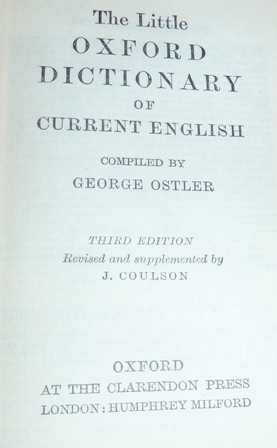 The Little
OXFORD
DICTIONARY
OF
CURRENT ENGLISH
COMPILED BY
GEORGE OSTLER
THIRD EDITION
Revised and supplemented by
J. COULSON
OXFORD
AT THE CLARENDON PRESS
LONDON: HUMPHREY MILFORD